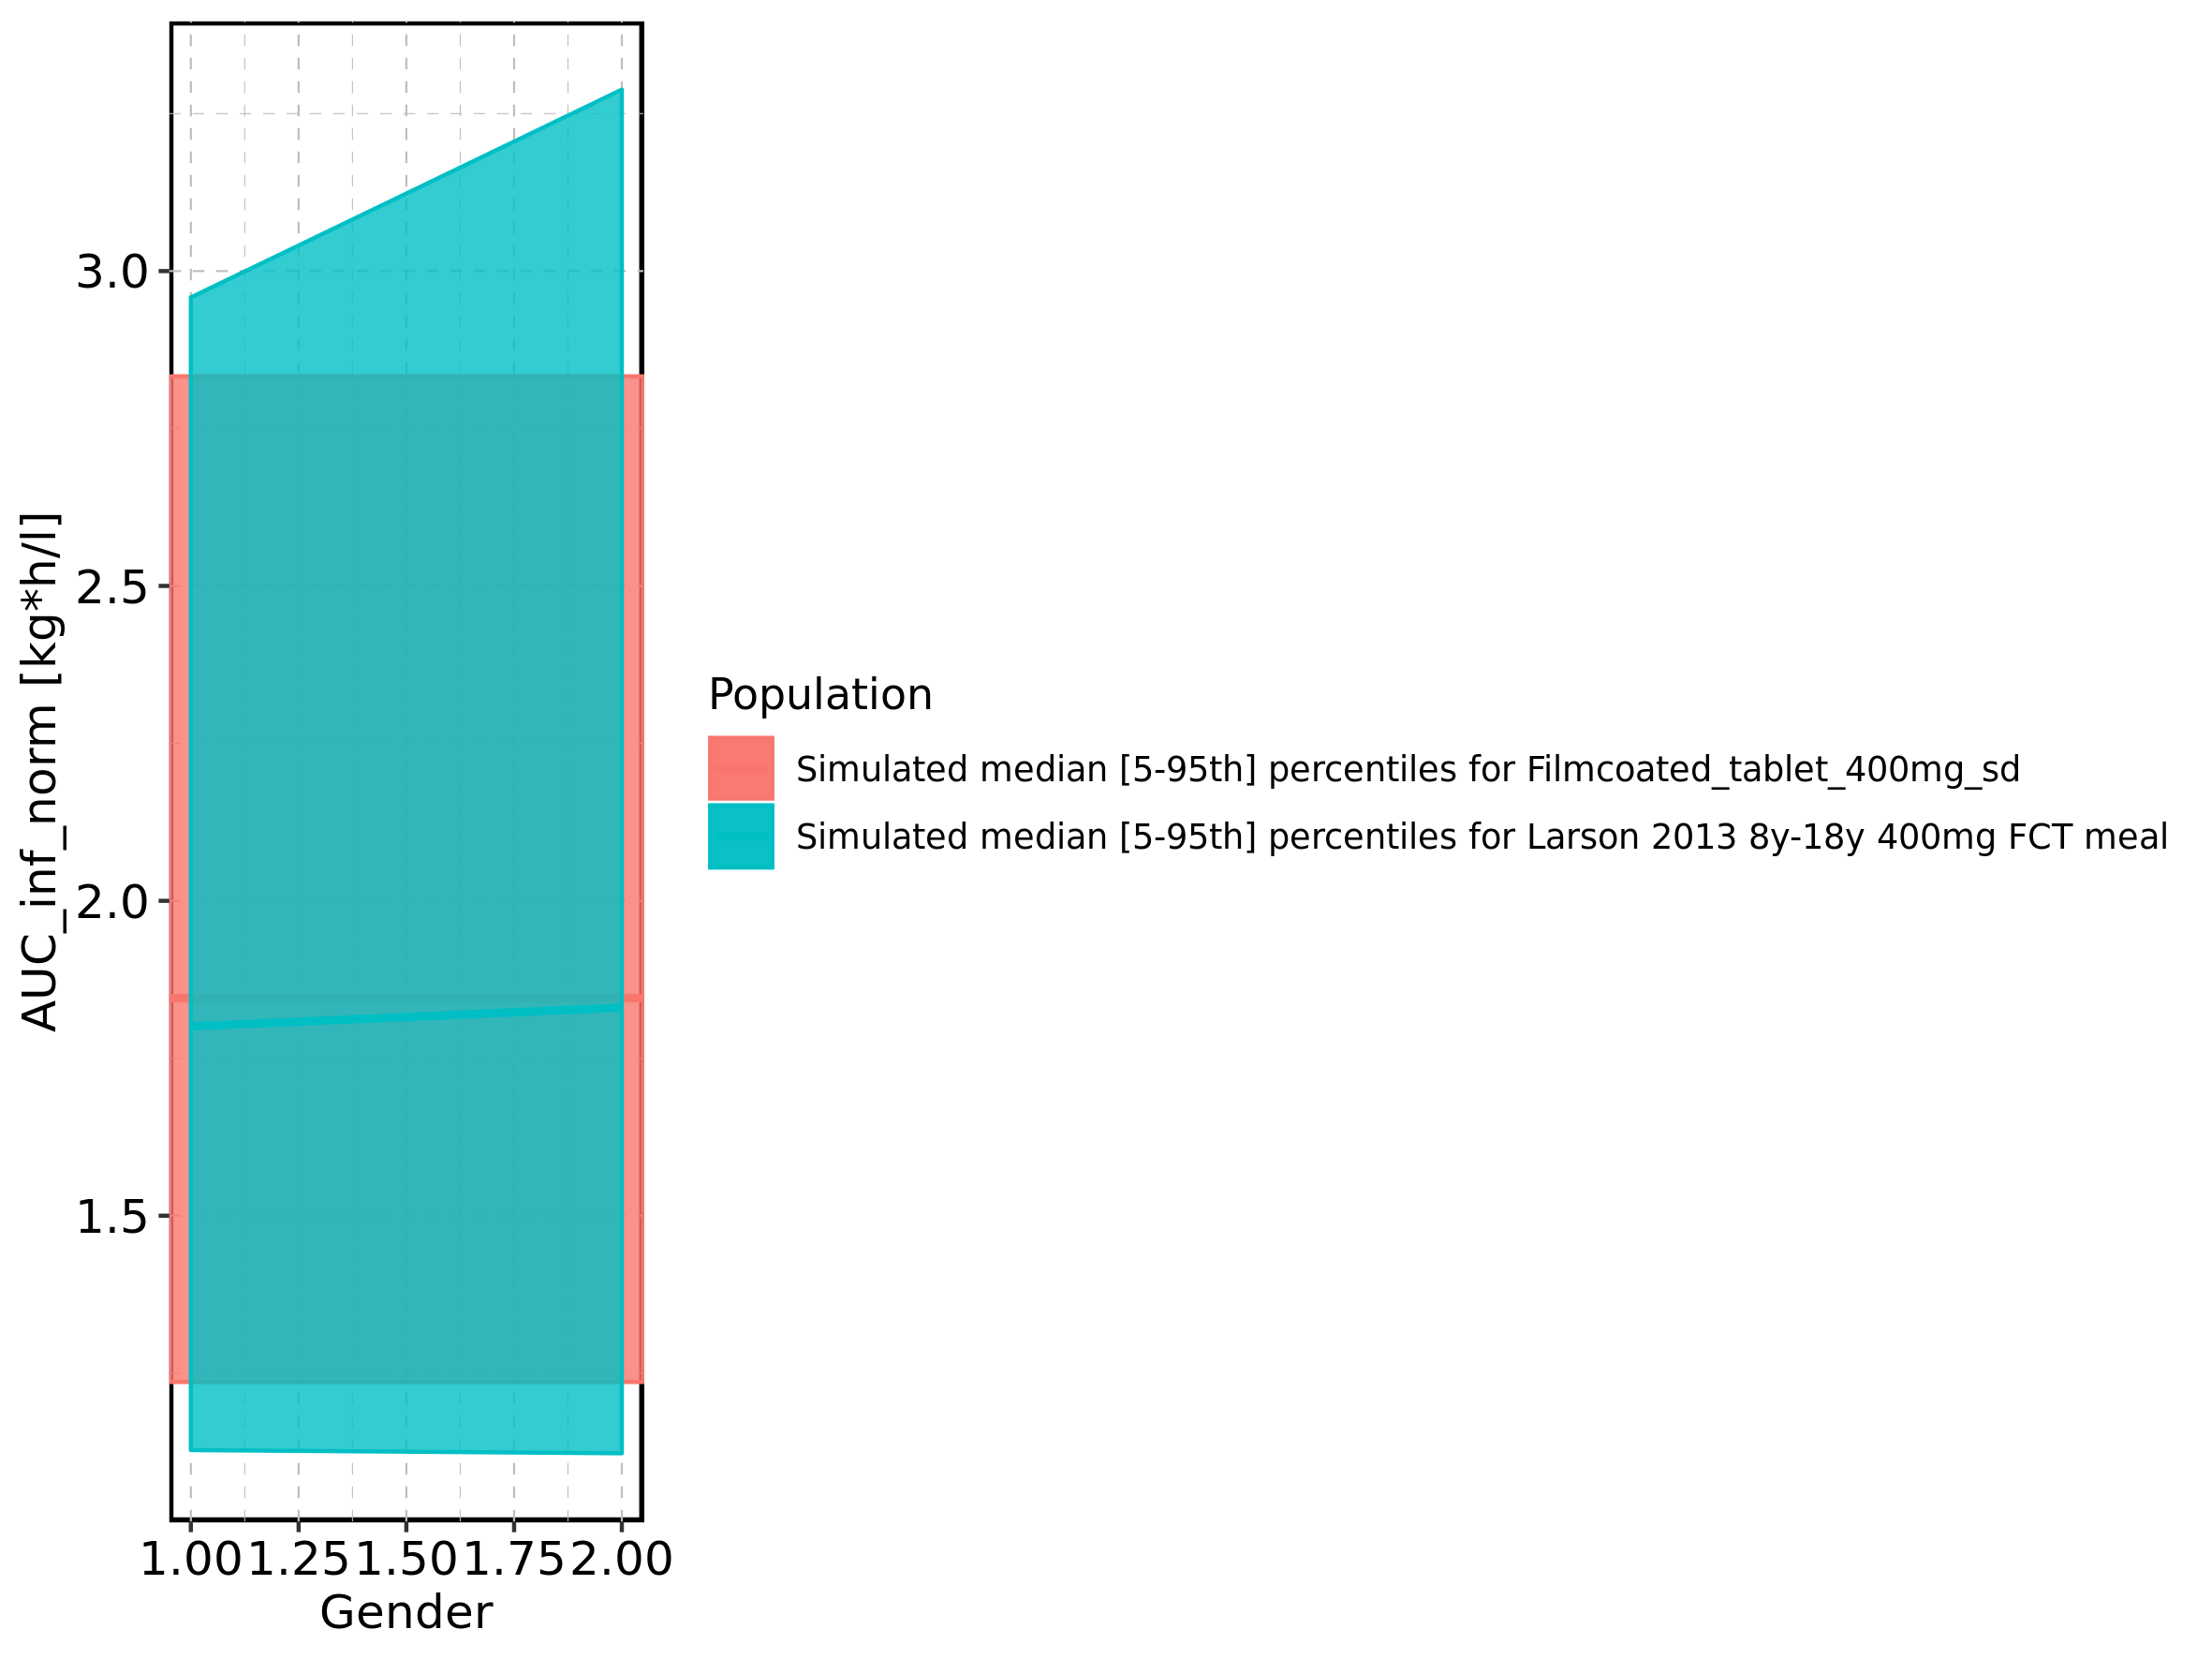 AUC_inf_norm [kg*h/l]
3.0
2.5
2.0
1.5
1.00 1.25 1.50 1.75 2.00
Gender
Population
Simulated median [5-95th] percentiles for Filmcoated_tablet_400mg_sd
Simulated median [5-95th] percentiles for Larson 2013 8y-18y 400mg FCT meal